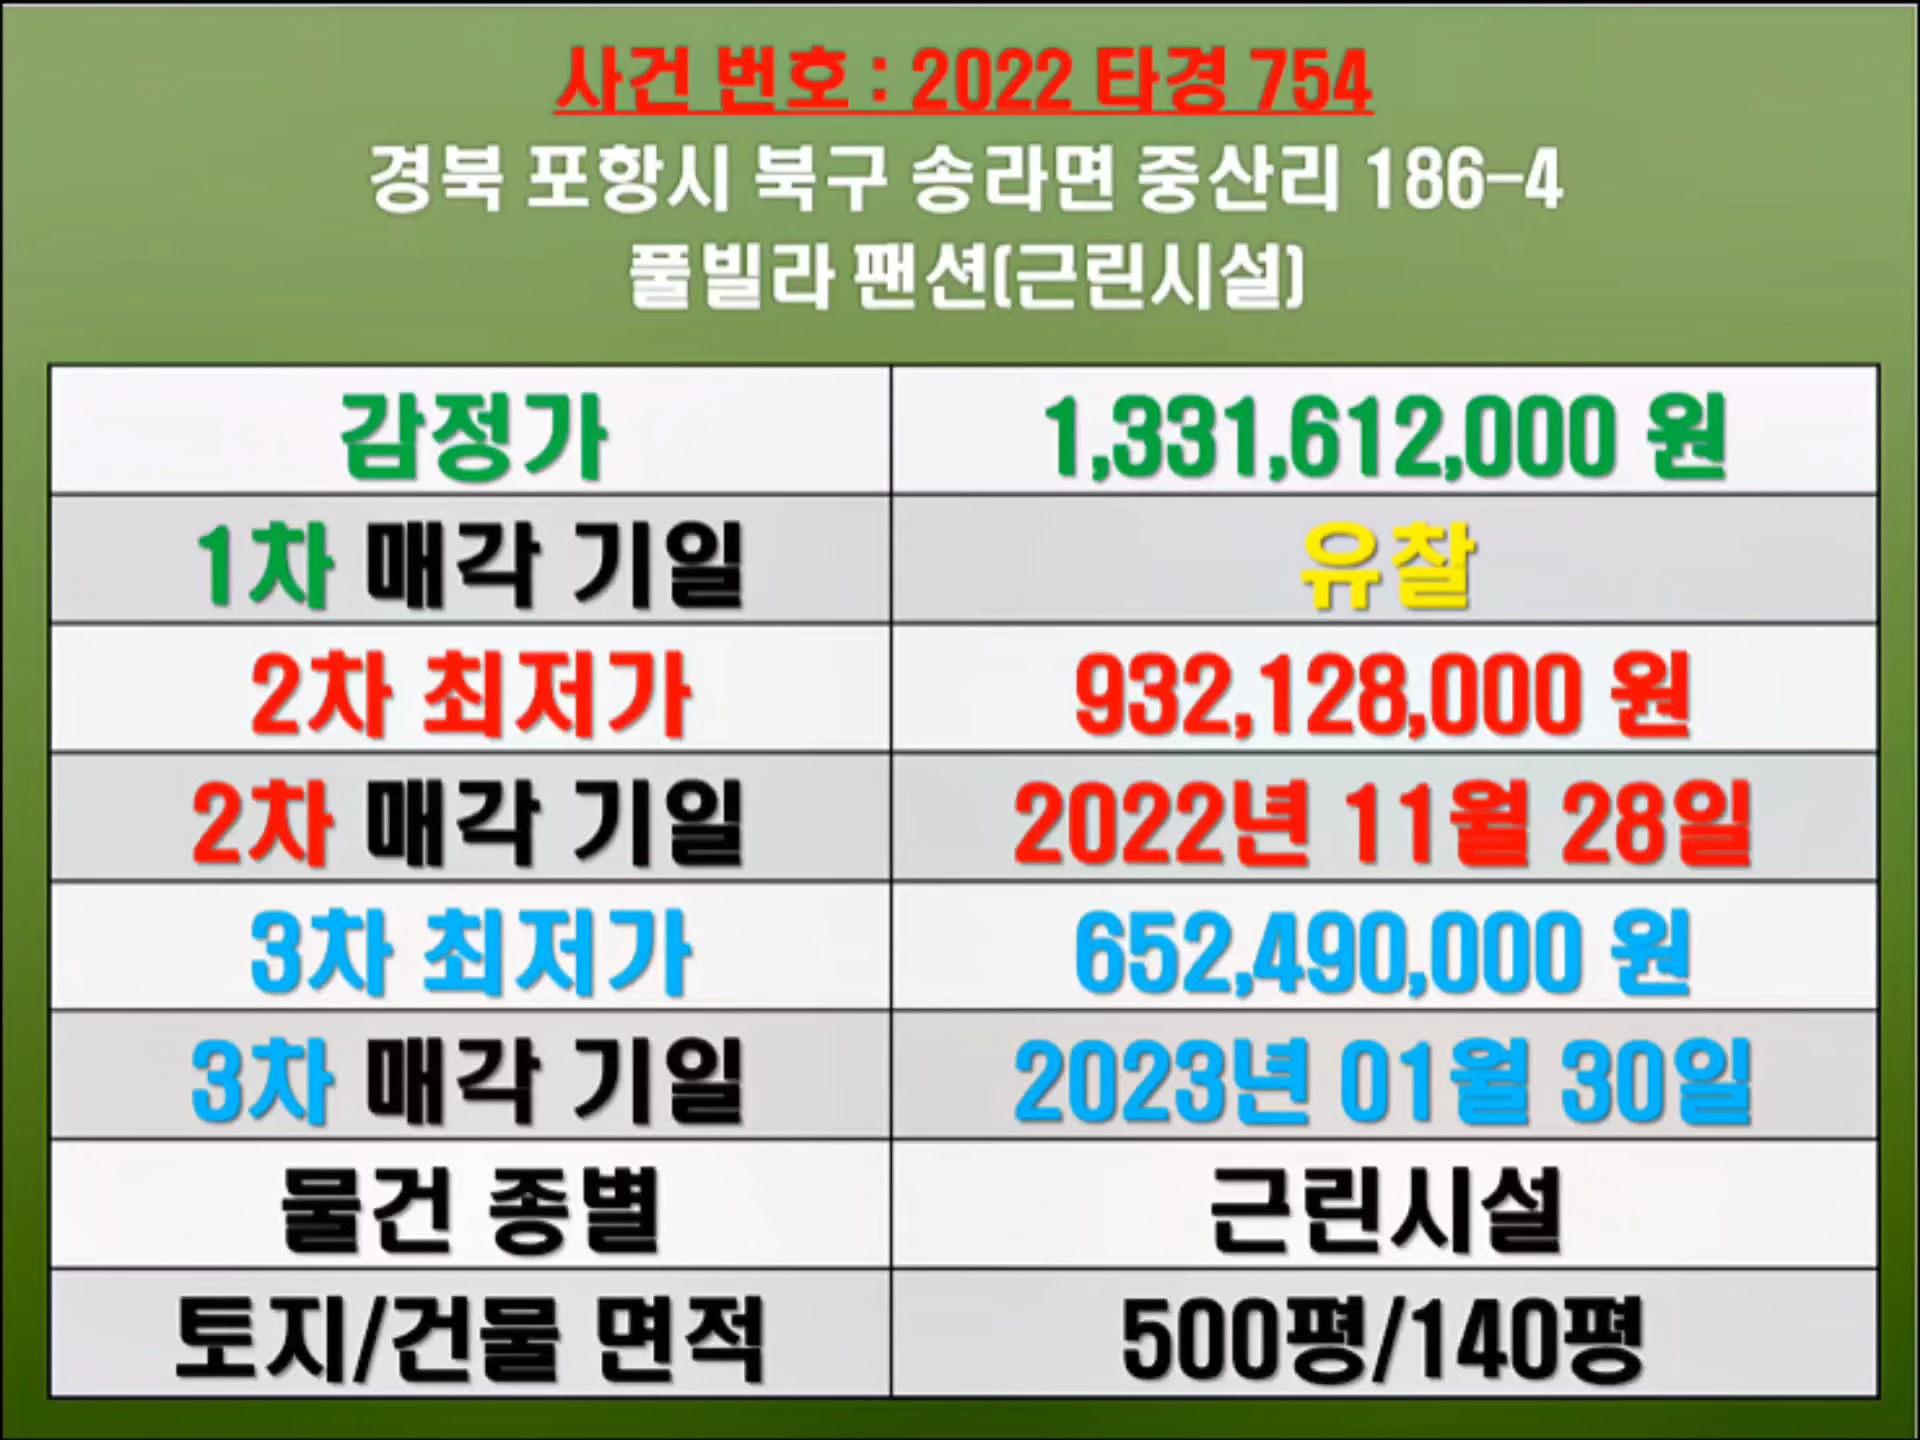 사건 번호 : 2022 타경 754
경북 포항시 북구 송라면 중산리 186-4
풀빌라 팬션(근린시설)
감정가 1,331,612,000 원
1차 매각 기일 유찰
2차 최저가 932,128,000 원
2차 매각 기일 2022년 11월 28일
3차 최저가 652,490,000 원
3차 매각 기일 2023년 01월 30일
물건 종별 근린시설
토지/건물 면적 500평/140평